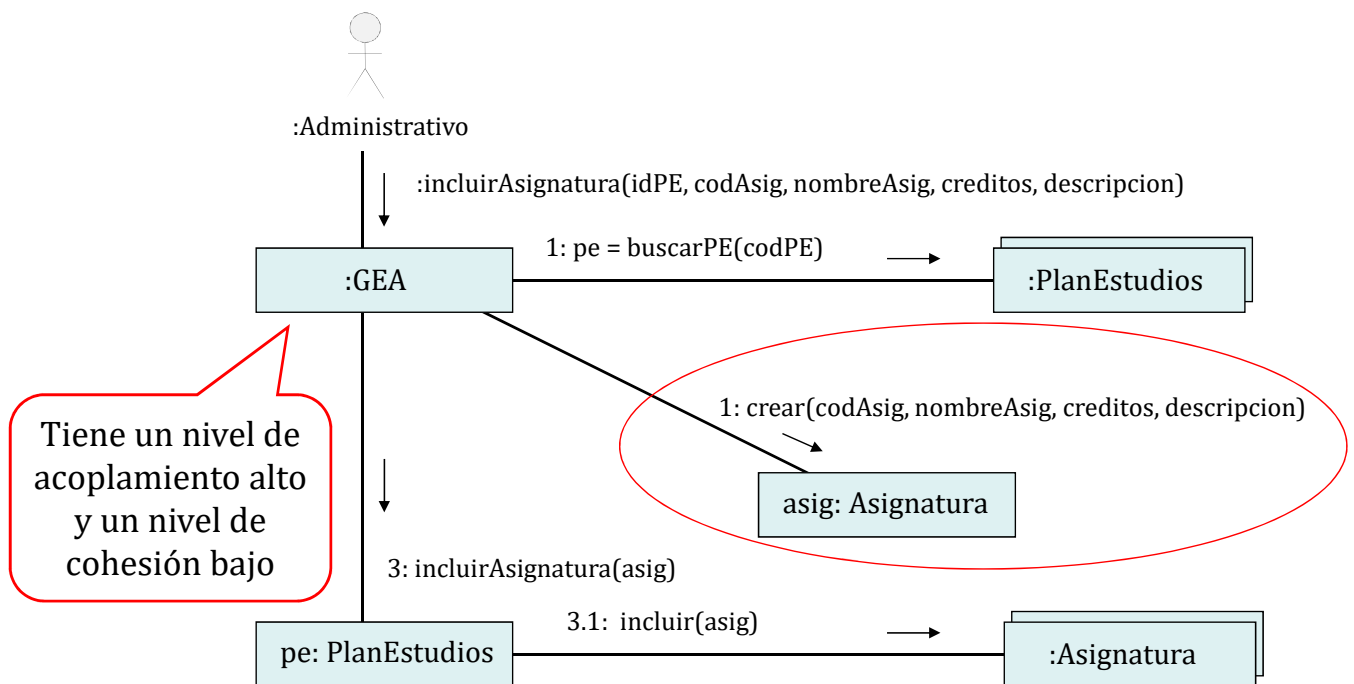 :Administrativo
:incluirAsignatura(idPE, codAsig, nombreAsig, creditos, descripcion)
1: pe = buscarPE(codPE)
:GEA
:PlanEstudios
1: crear(codAsig, nombreAsig, creditos, descripcion)
Tiene un nivel de
acoplamiento alto
y un nivel de
cohesión bajo
asig: Asignatura
3: incluirAsignatura(asig)
3.1: incluir(asig)
pe: PlanEstudios
:Asignatura